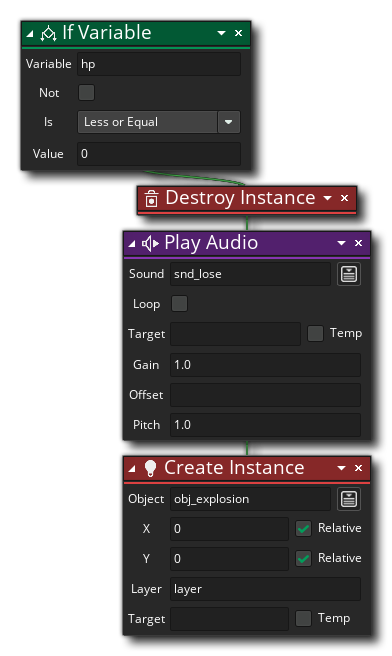 If Variable
Variable hp
Not
Is Less or Equal
Value 0
Destroy Instance
Play Audio
Sound snd_lose
Loop
Target Temp
Gain 1.0
Offset
Pitch 1.0
Create Instance
Object obj_explosion
X 0 Relative
Y 0 Relative
Layer layer
Target Temp